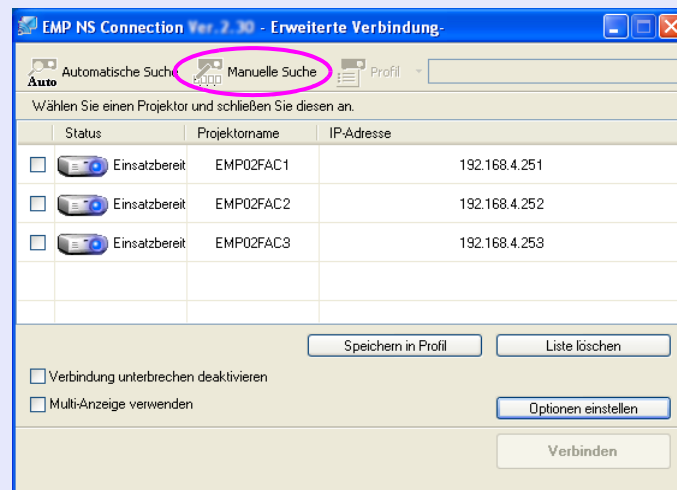 EMP NS Connection Ver.2.30 - Erweiterte Verbindung-
Auto Automatische Suche Manuelle Suche Profil
Wählen Sie einen Projektor und schließen Sie diesen an.
Status Projektorname IP-Adresse
Einsatzbereit EMP02FAC1 192.168.4.251
Einsatzbereit EMP02FAC2 192.168.4.252
Einsatzbereit EMP02FAC3 192.168.4.253
Speichern in Profil Liste löschen
Verbindung unterbrechen deaktivieren
Multi-Anzeige verwenden Optionen einstellen
Verbinden